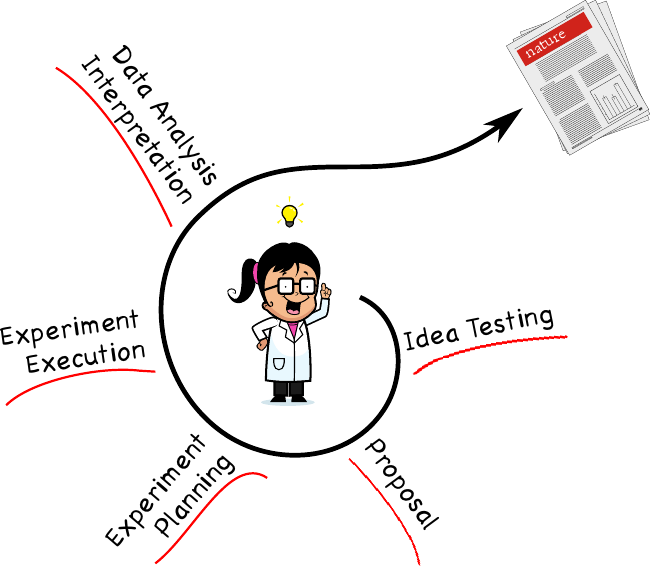 nature
Data Analysis
Interpretation
Experiment
Execution
Idea Testing
Experiment
Planning
Proposal